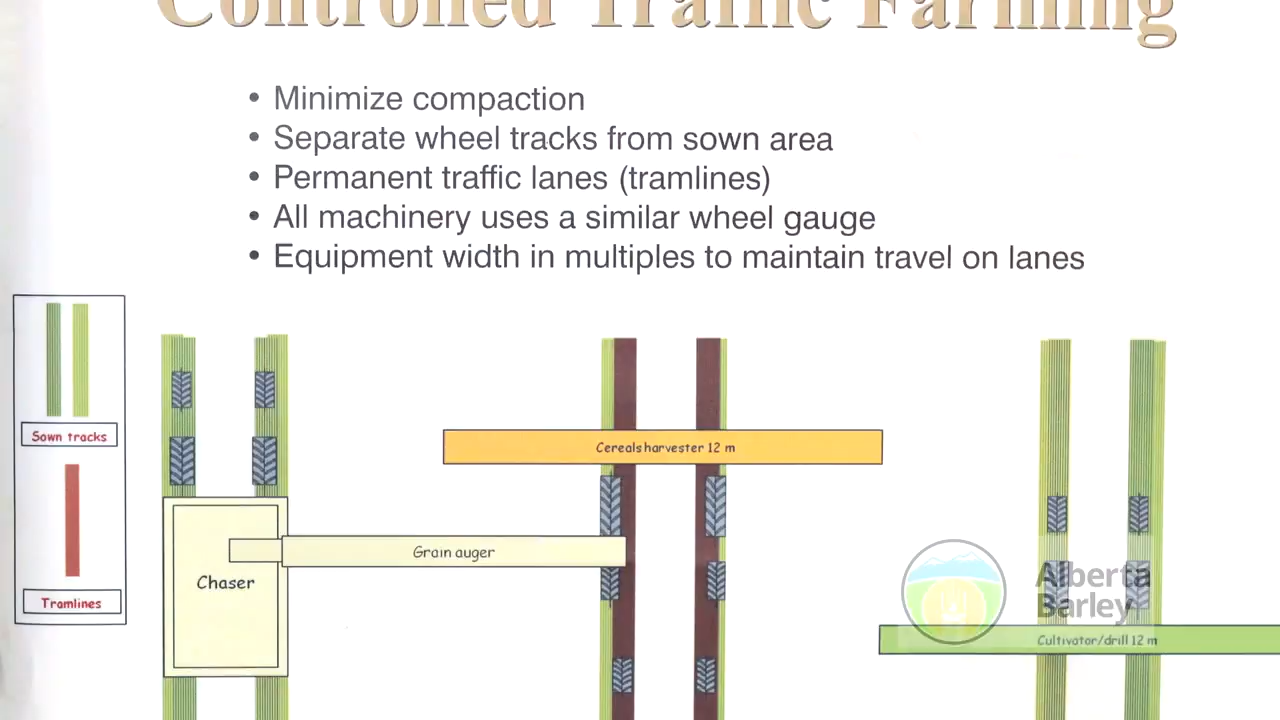 Controlled Traffic Farming
• Minimize compaction
• Separate wheel tracks from sown area
• Permanent traffic lanes (tramlines)
• All machinery uses a similar wheel gauge
• Equipment width in multiples to maintain travel on lanes
Sown tracks
Tramlines
Cereals harvester 12 m
Grain auger
Chaser
Alberta
Barley
Cultivator/drill 12 m